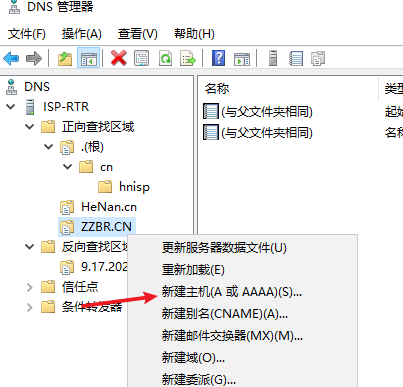 DNS 管理器
文件(F) 操作(A) 查看(V) 帮助(H)
DNS
ISP-RTR
正向查找区域
.(根)
cn
hnisp
HeNan.cn
ZZBR.CN
反向查找区域
9.17.202
信任点
条件转发器
名称
(与父文件夹相同) 起始
(与父文件夹相同) 名称
更新服务器数据文件(U)
重新加载(E)
新建主机(A 或 AAAA)(S)...
新建别名(CNAME)(A)...
新建邮件交换器(MX)(M)...
新建域(O)...
新建委派(G)...